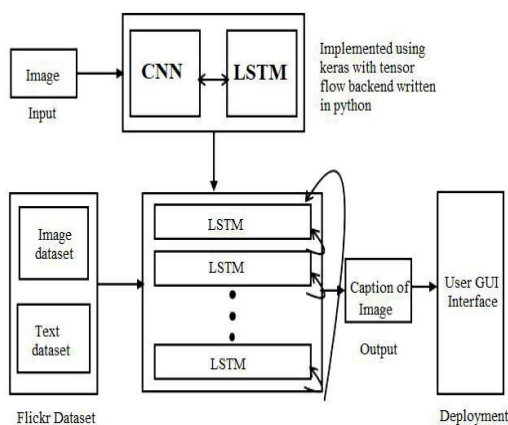 Image
Input
CNN
LSTM
Implemented using
keras with tensor
flow backend written
in python
Image
dataset
Text
dataset
Flickr Dataset
LSTM
LSTM
LSTM
Caption of
Image
Output
User GUI
Interface
Deployment